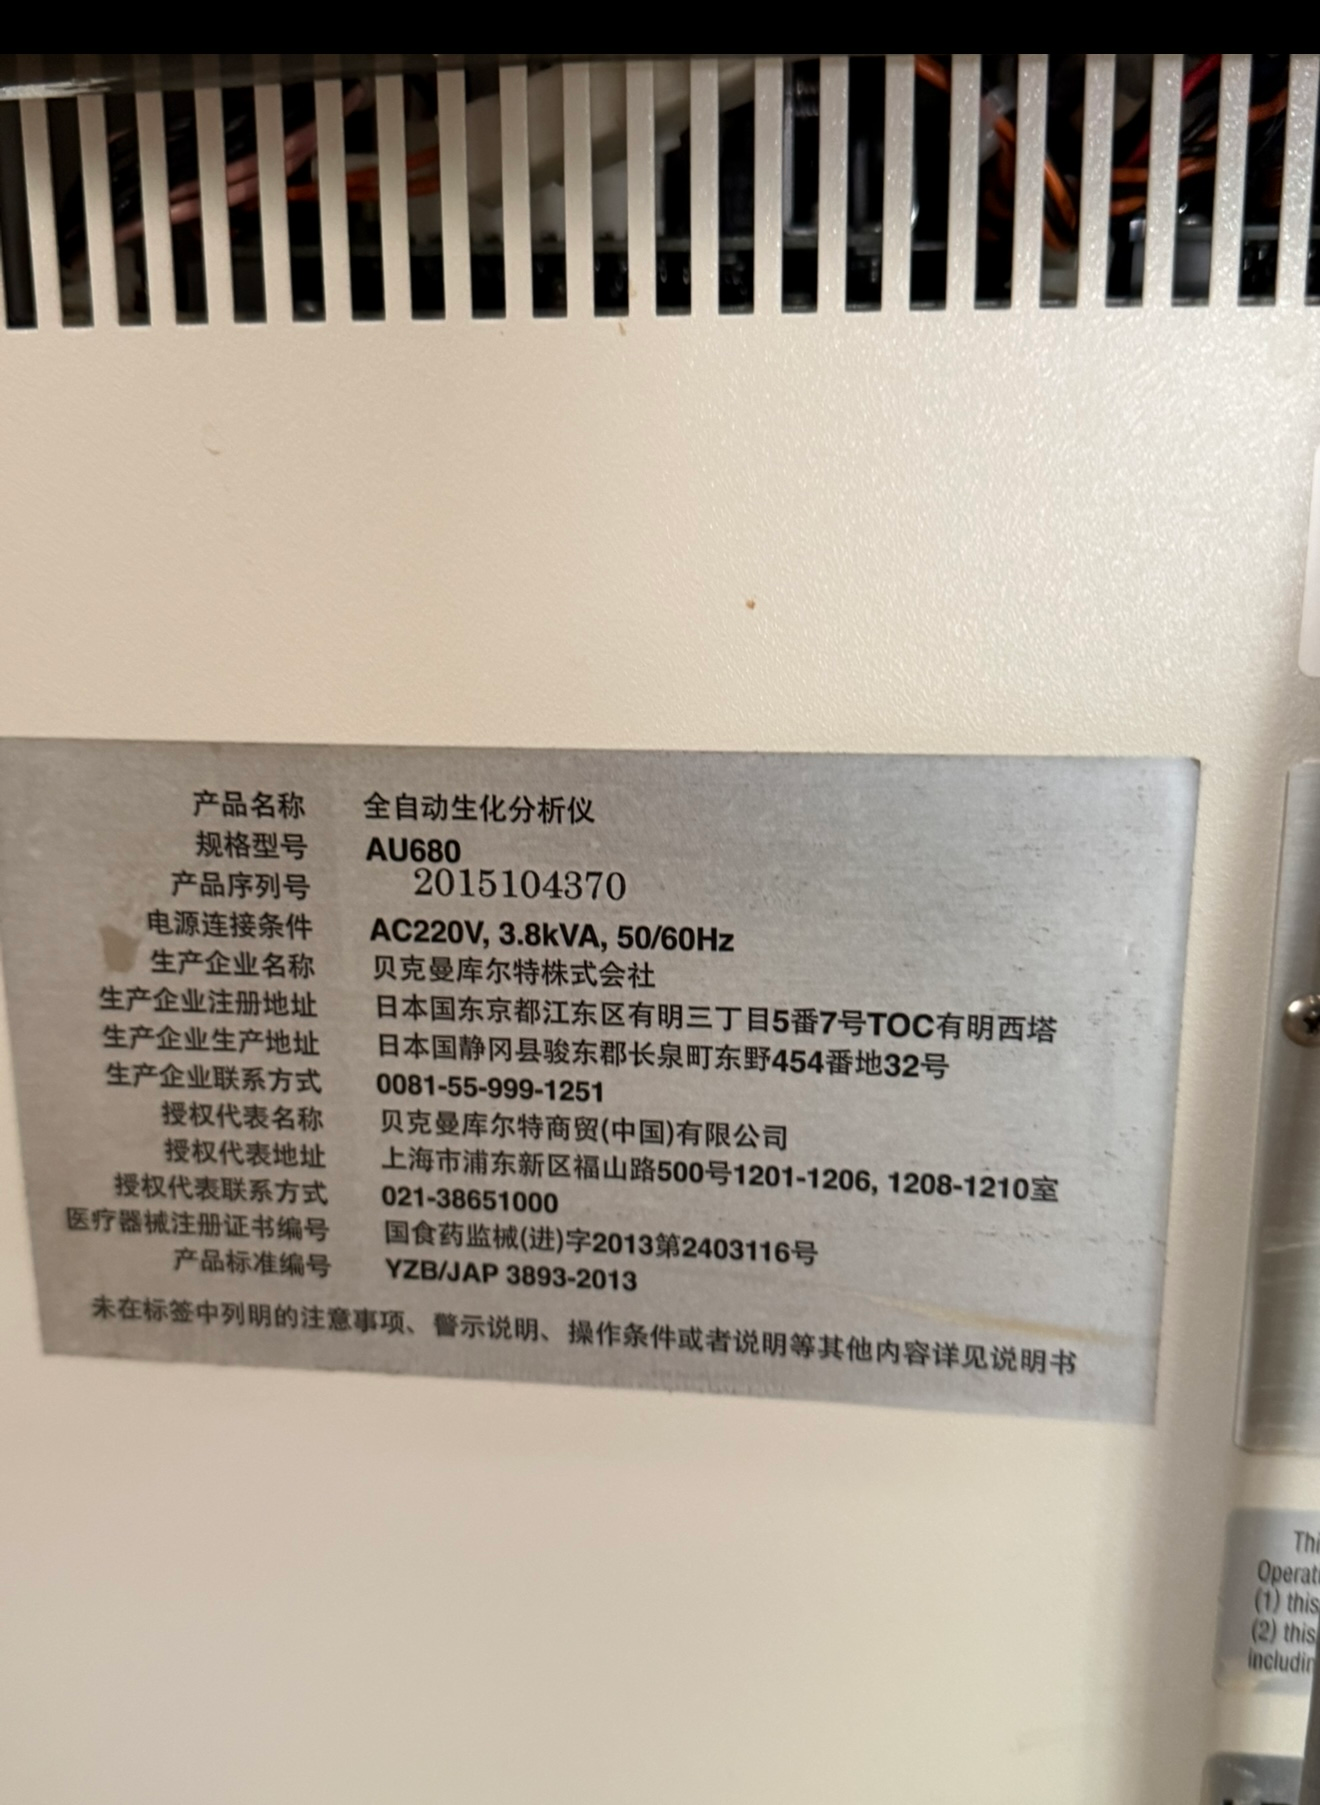 产品名称 全自动生化分析仪
规格型号 AU680
产品序列号 2015104370
电源连接条件 AC220V, 3.8kVA, 50/60Hz
生产企业名称 贝克曼库尔特株式会社
生产企业注册地址 日本国东京都江东区有明三丁目5番7号TOC有明西塔
生产企业生产地址 日本国静冈县骏东郡长泉町东野454番地32号
生产企业联系方式 0081-55-999-1251
授权代表名称 贝克曼库尔特商贸(中国)有限公司
授权代表地址 上海市浦东新区福山路500号1201-1206, 1208-1210室
授权代表联系方式 021-38651000
医疗器械注册证书编号 国食药监械(进)字2013第2403116号
产品标准编号 YZB/JAP 3893-2013
未在标签中列明的注意事项、警示说明、操作条件或者说明等其他内容详见说明书
(1) this
(2) this